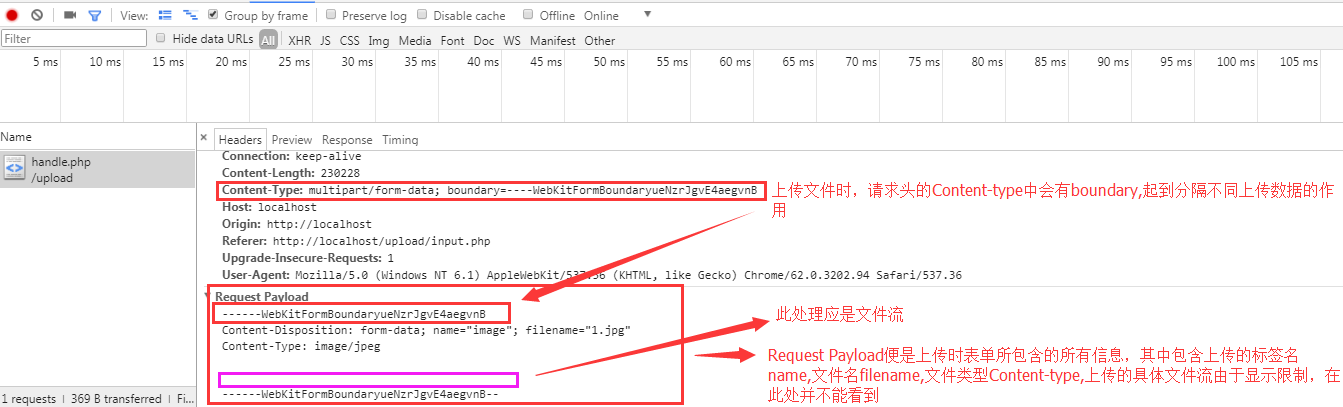 View: Group by frame Preserve log Disable cache Offline Online
Filter Hide data URLs All XHR JS CSS Img Media Font Doc WS Manifest Other
5 ms 10 ms 15 ms 20 ms 25 ms 30 ms 35 ms 40 ms 45 ms 50 ms 55 ms 60 ms 65 ms 70 ms 75 ms 80 ms 85 ms 90 ms 95 ms 100 ms 105 ms
Name
handle.php
/upload
1 requests | 369 B transferred | Fi...
× Headers Preview Response Timing
Connection: keep-alive
Content-Length: 230228
Content-Type: multipart/form-data; boundary=----WebKitFormBoundaryueNzrJgvE4aegvnB
Host: localhost
Origin: http://localhost
Referer: http://localhost/upload/input.php
Upgrade-Insecure-Requests: 1
User-Agent: Mozilla/5.0 (Windows NT 6.1) AppleWebKit/537.36 (KHTML, like Gecko) Chrome/62.0.3202.94 Safari/537.36
Request Payload
------WebKitFormBoundaryueNzrJgvE4aegvnB
Content-Disposition: form-data; name="image"; filename="1.jpg"
Content-Type: image/jpeg
------WebKitFormBoundaryueNzrJgvE4aegvnB--
上传文件时，请求头的Content-type中会有boundary,起到分隔不同上传数据的作
用
此处理应是文件流
Request Payload便是上传时表单所包含的所有信息，其中包含上传的标签名
name,文件名filename,文件类型Content-type,上传的具体文件流由于显示限制，在
此处并不能看到